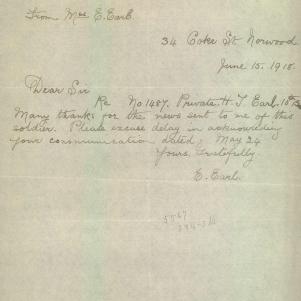 From Mrs E. Earl.
34 Coke St. Norwood.
June 15. 1918.
Dear Sir
Re No 1487. Private H. J. Earl. 10th
Many thanks for the news sent to me of this
soldier. Please excuse delay in acknowledging
your communication dated, May 24
Yours Gratefully
E. Earl.